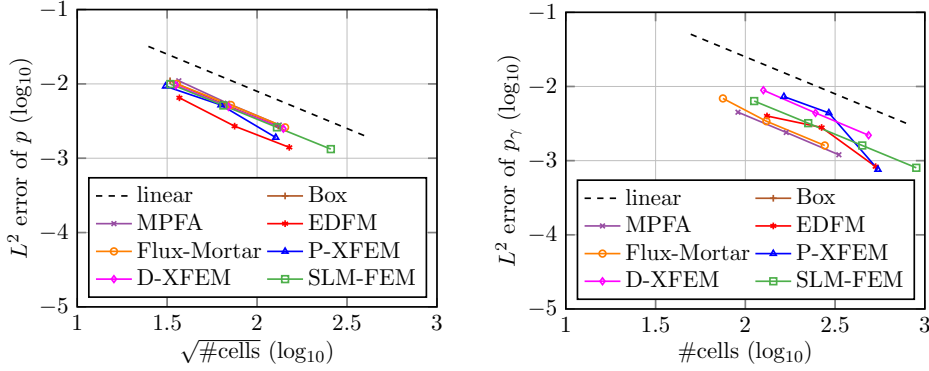 −1
−2
−3
−4
−5
1
1.5
2
2.5
3
L² error of p (log₁₀)
√#cells (log₁₀)
linear
Box
MPFA
EDFM
Flux-Mortar
P-XFEM
D-XFEM
SLM-FEM
−1
−2
−3
−4
−5
1
1.5
2
2.5
3
L² error of pᵧ (log₁₀)
#cells (log₁₀)
linear
Box
MPFA
EDFM
Flux-Mortar
P-XFEM
D-XFEM
SLM-FEM